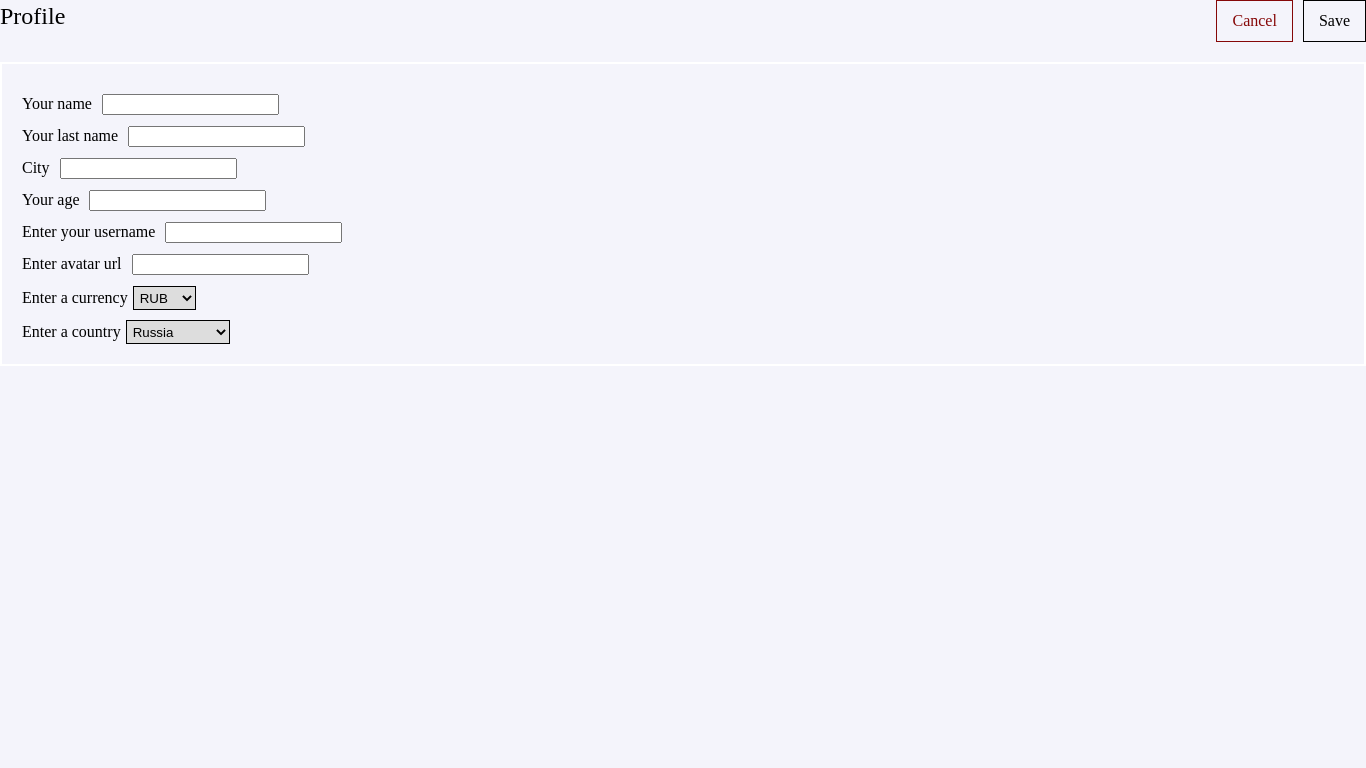 Profile
Cancel Save
Your name
Your last name
City
Your age
Enter your username
Enter avatar url
Enter a currency RUB
Enter a country Russia